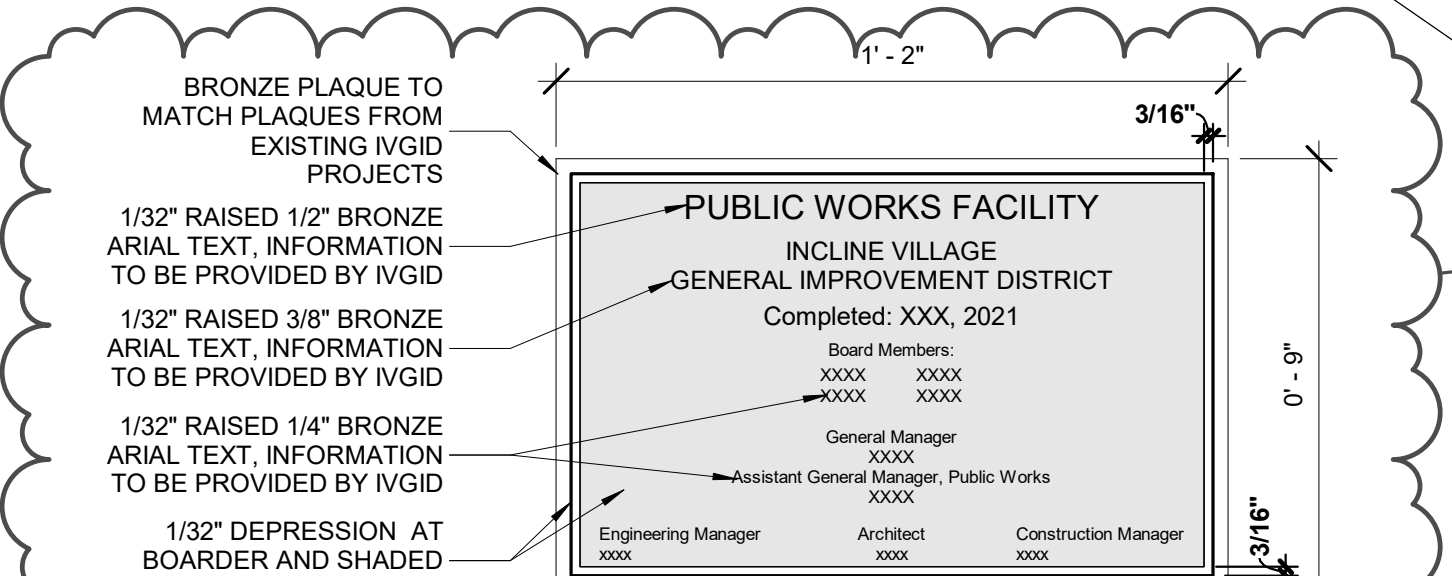 1' - 2"
BRONZE PLAQUE TO
MATCH PLAQUES FROM
EXISTING IVGID
PROJECTS
3/16"
1/32" RAISED 1/2" BRONZE
ARIAL TEXT, INFORMATION
TO BE PROVIDED BY IVGID
1/32" RAISED 3/8" BRONZE
ARIAL TEXT, INFORMATION
TO BE PROVIDED BY IVGID
1/32" RAISED 1/4" BRONZE
ARIAL TEXT, INFORMATION
TO BE PROVIDED BY IVGID
1/32" DEPRESSION AT
BOARDER AND SHADED
PUBLIC WORKS FACILITY
INCLINE VILLAGE
GENERAL IMPROVEMENT DISTRICT
Completed: XXX, 2021
Board Members:
XXXX XXXX
XXXX XXXX
General Manager
XXXX
Assistant General Manager, Public Works
XXXX
Engineering Manager Architect Construction Manager
xxxx xxxx xxxx
0' - 9"
3/16"